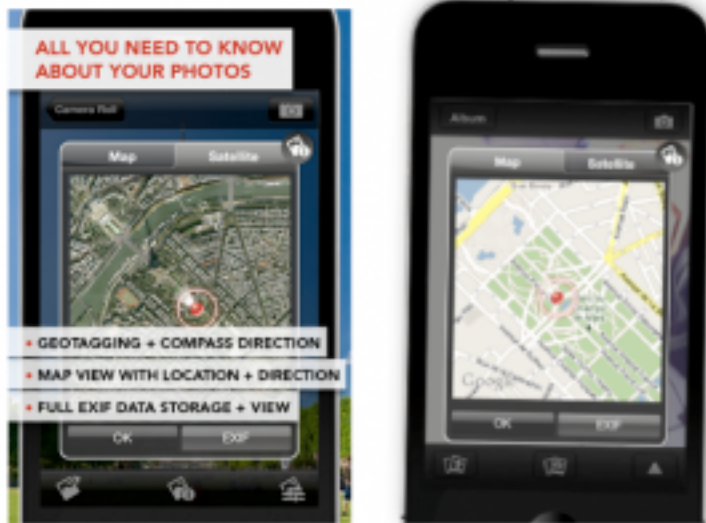 ALL YOU NEED TO KNOW
ABOUT YOUR PHOTOS
Camera Roll
Map Satellite
• GEOTAGGING + COMPASS DIRECTION
• MAP VIEW WITH LOCATION + DIRECTION
• FULL EXIF DATA STORAGE + VIEW
OK EXIF
Album
Map Satellite
Google
OK EXIF